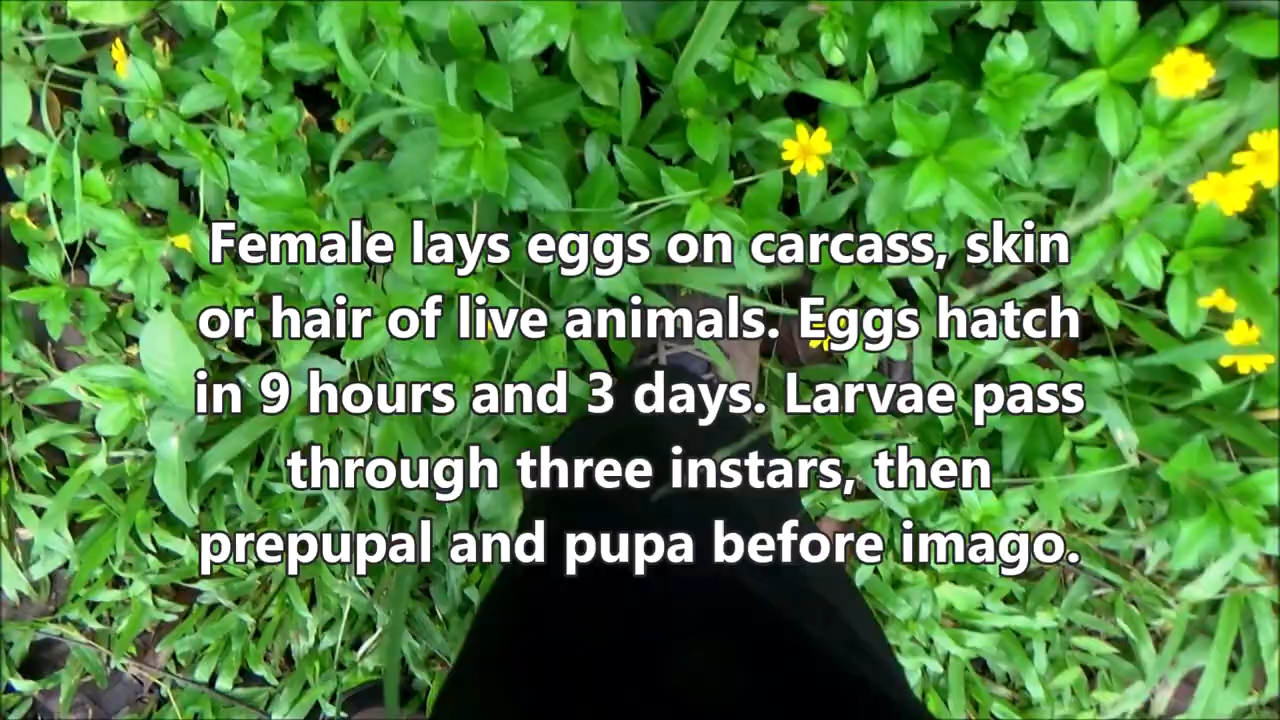 Female lays eggs on carcass, skin
or hair of live animals. Eggs hatch
in 9 hours and 3 days. Larvae pass
through three instars, then
prepupal and pupa before imago.